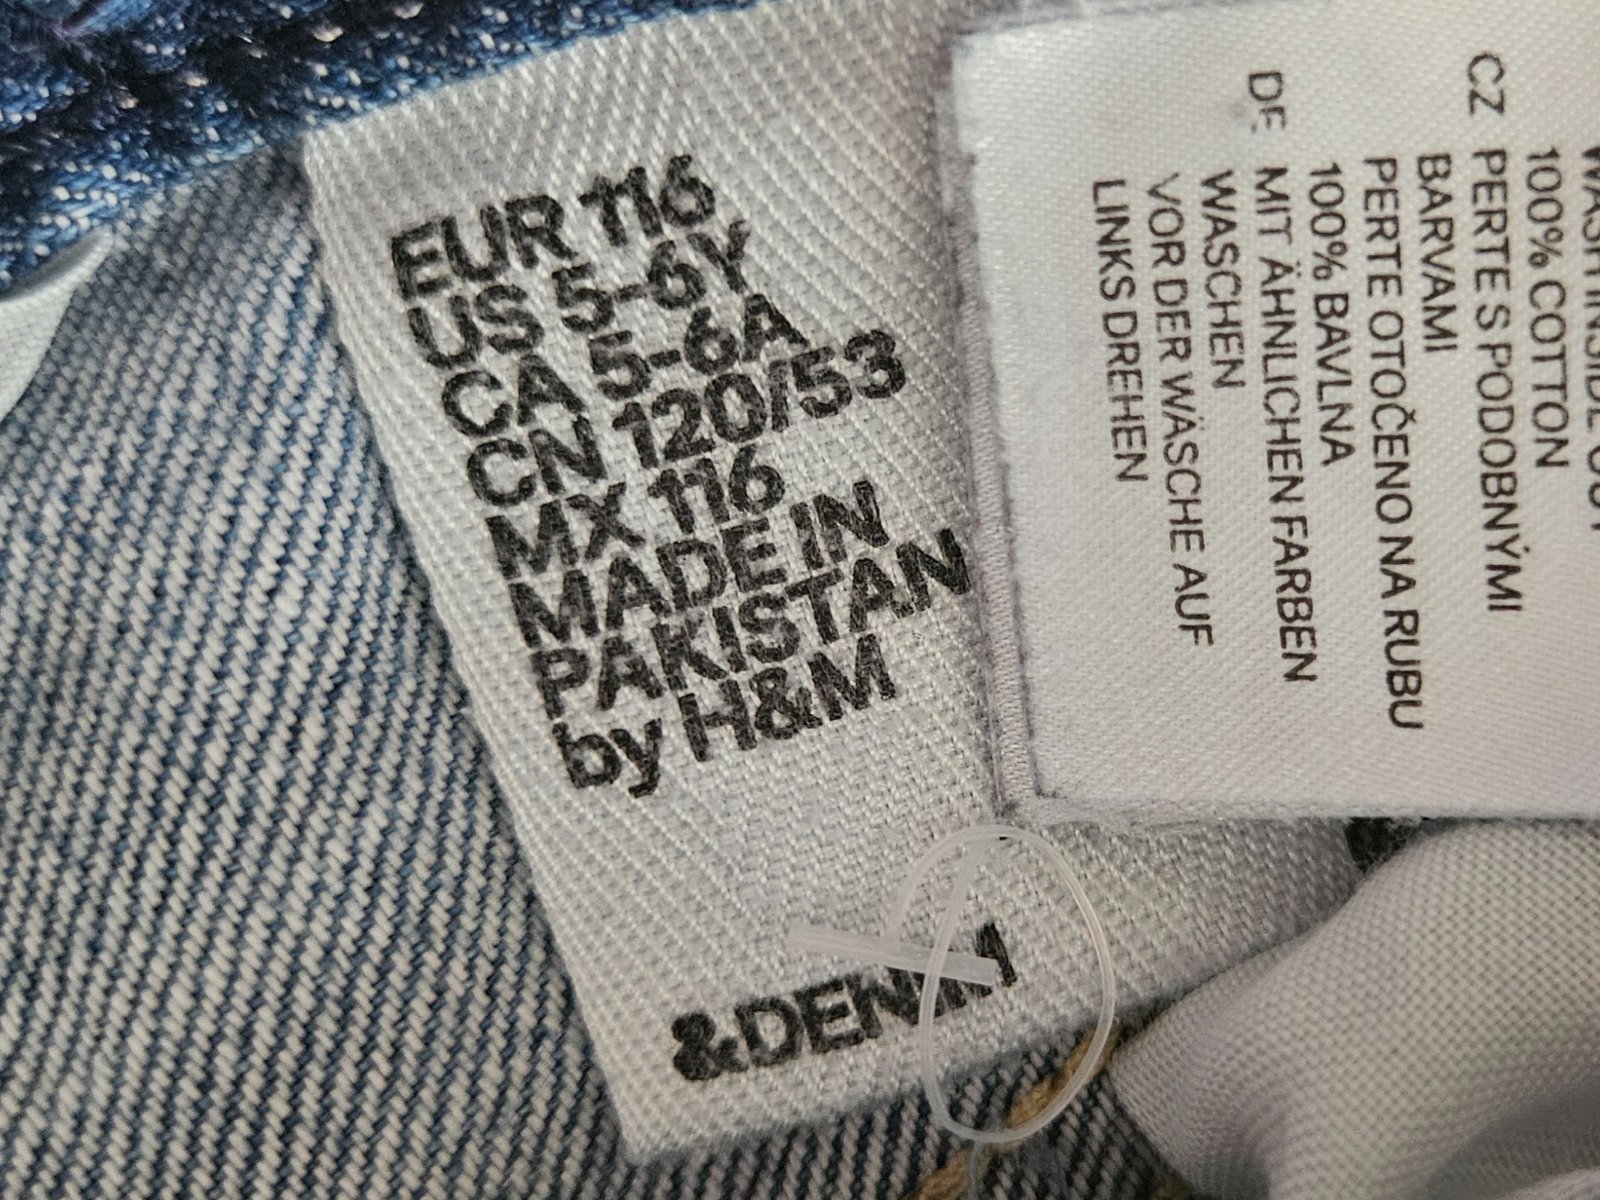 EUR 116
US 5-6Y
CA 5-6A
CN 120/53
MX 116
MADE IN
PAKISTAN
by H&M
&DENIM
100% COTTON
CZ PERTE S PODOBNÝMI
BARVAMI
PERTE OTOČENO NA RUBU
100% BAVLNA
DE MIT ÄHNLICHEN FARBEN
WASCHEN
VOR DER WÄSCHE AUF
LINKS DREHEN